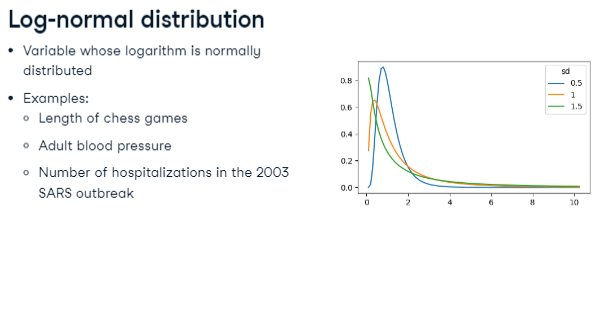 Log-normal distribution
• Variable whose logarithm is normally
distributed
• Examples:
◦ Length of chess games
◦ Adult blood pressure
◦ Number of hospitalizations in the 2003
SARS outbreak
sd
0.5
1
1.5
0.8
0.6
0.4
0.2
0.0
0 2 4 6 8 10